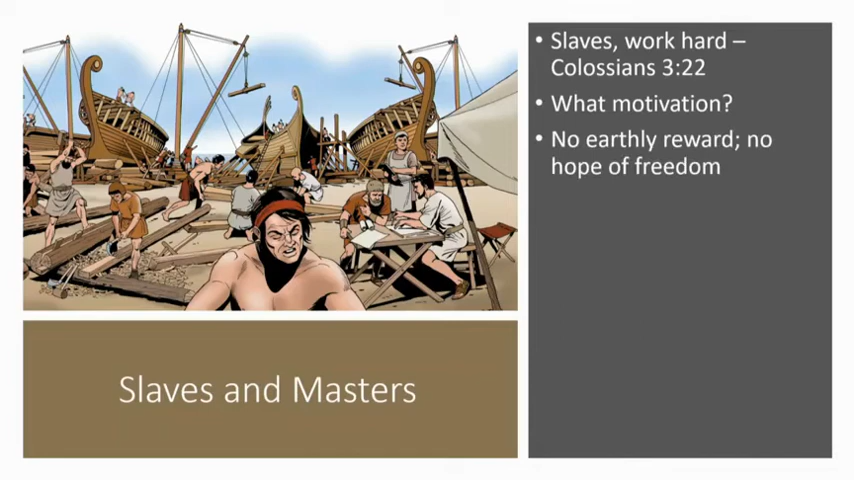 • Slaves, work hard –
Colossians 3:22
• What motivation?
• No earthly reward; no
hope of freedom
Slaves and Masters